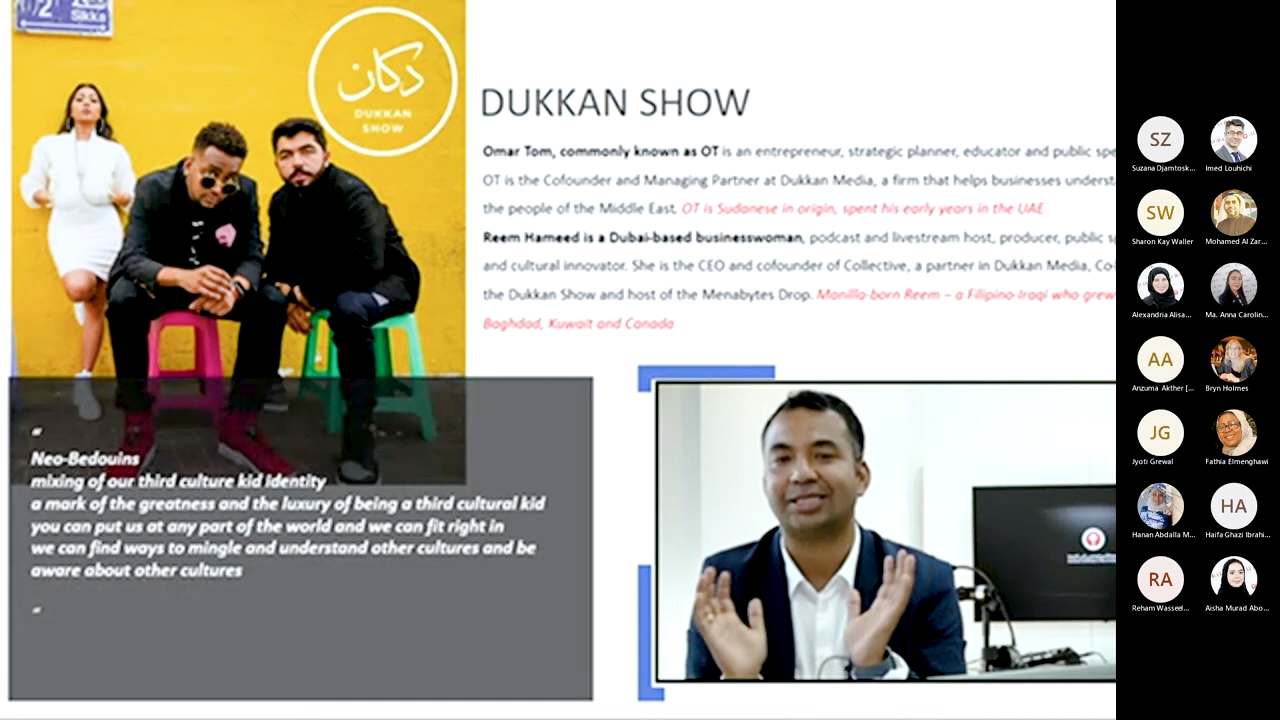 Sikka
دكان
DUKKAN
SHOW
DUKKAN SHOW
Omar Tom, commonly known as OT is an entrepreneur, strategic planner, educator and public spe
OT is the Cofounder and Managing Partner at Dukkan Media, a firm that helps businesses underst
the people of the Middle East. OT is Sudanese in origin, spent his early years in the UAE
Reem Hameed is a Dubai-based businesswoman, podcast and livestream host, producer, public s
and cultural innovator. She is the CEO and cofounder of Collective, a partner in Dukkan Media, Co-
the Dukkan Show and host of the Menabytes Drop. Manilla-born Reem – a Filipino-Iraqi who grew
Baghdad, Kuwait and Canada
“
Neo-Bedouins
mixing of our third culture kid identity
a mark of the greatness and the luxury of being a third cultural kid
you can put us at any part of the world and we can fit right in
we can find ways to mingle and understand other cultures and be
aware about other cultures
“
SZ
Suzana Djamtosk... Imed Louhichi
SW
Sharon Kay Waller Mohamed Al Zar...
Alexandria Alisa... Ma. Anna Carolin...
AA
Anzuma Akther [... Bryn Holmes
JG
Jyoti Grewal Fathia Elmenghawi
HA
Hanan Abdalla M... Haifa Ghazi Ibrahi...
RA
Reham Wasseel... Aisha Murad Abo...